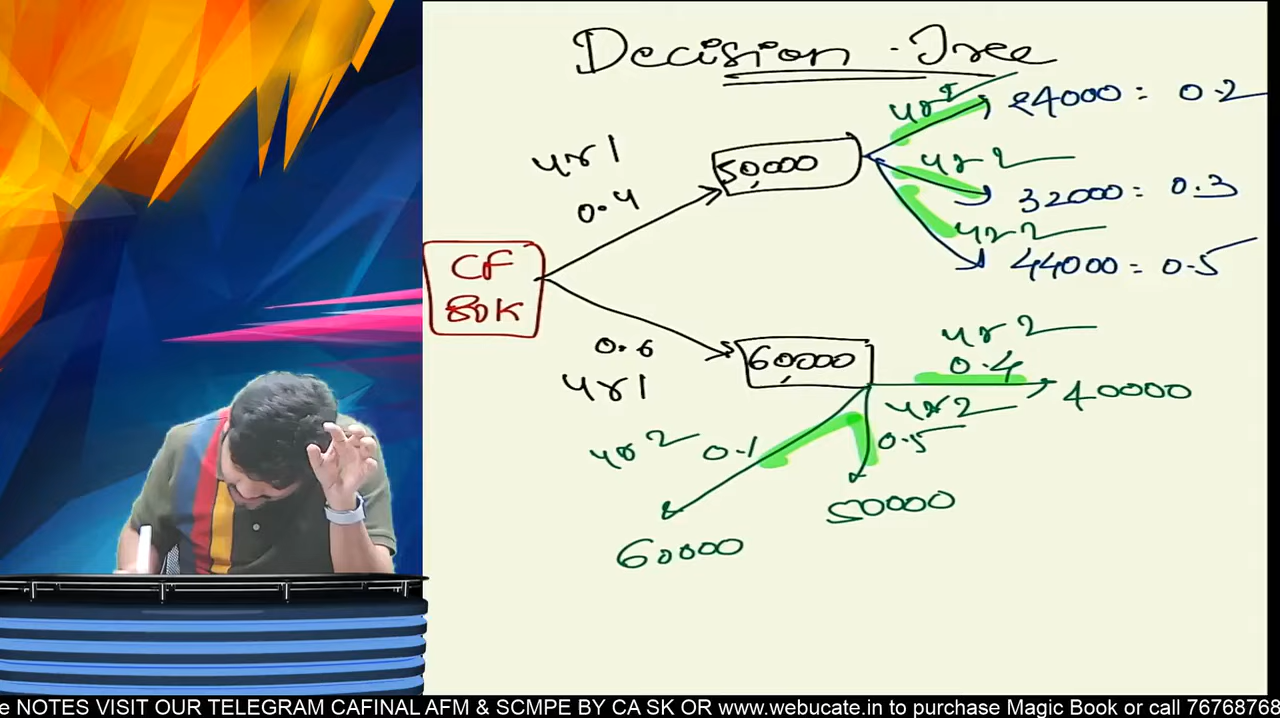 Decision Tree
yr 2
24000 = 0.2
yr 1
50,000
yr 2
32000 = 0.3
0.4
yr 2
44000 = 0.5
CF
80K
yr 2
0.6
60,000
0.4
40000
yr 1
yr 2
yr 2 0.1
0.5
50000
60000
e NOTES VISIT OUR TELEGRAM CAFINAL AFM & SCMPE BY CA SK OR www.webucate.in to purchase Magic Book or call 76768768